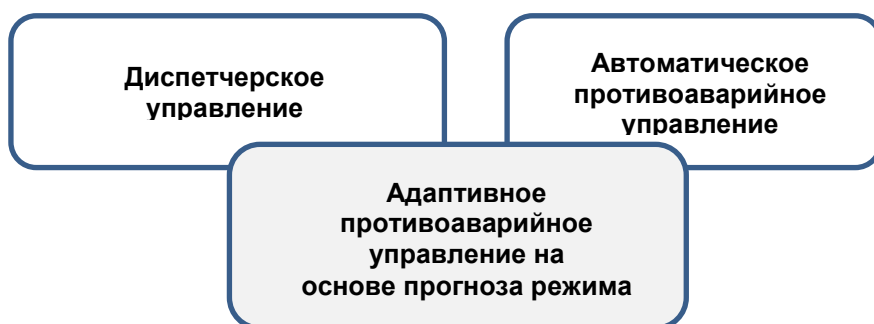 Диспетчерское
управление
Автоматическое
противоаварийное
управление
Адаптивное
противоаварийное
управление на
основе прогноза режима